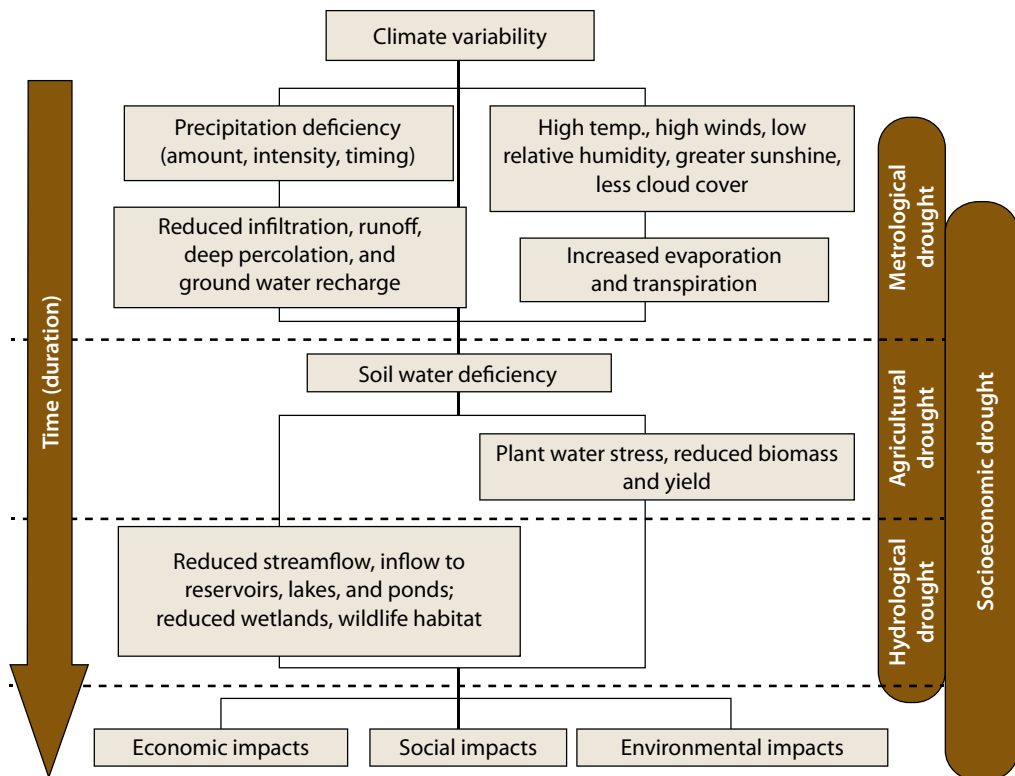 Climate variability
Precipitation deficiency
(amount, intensity, timing)
High temp., high winds, low
relative humidity, greater sunshine,
less cloud cover
Reduced infiltration, runoff,
deep percolation, and
ground water recharge
Increased evaporation
and transpiration
Soil water deficiency
Plant water stress, reduced biomass
and yield
Reduced streamflow, inflow to
reservoirs, lakes, and ponds;
reduced wetlands, wildlife habitat
Economic impacts
Social impacts
Environmental impacts
Time (duration)
Metrological
drought
Agricultural
drought
Hydrological
drought
Socioeconomic drought